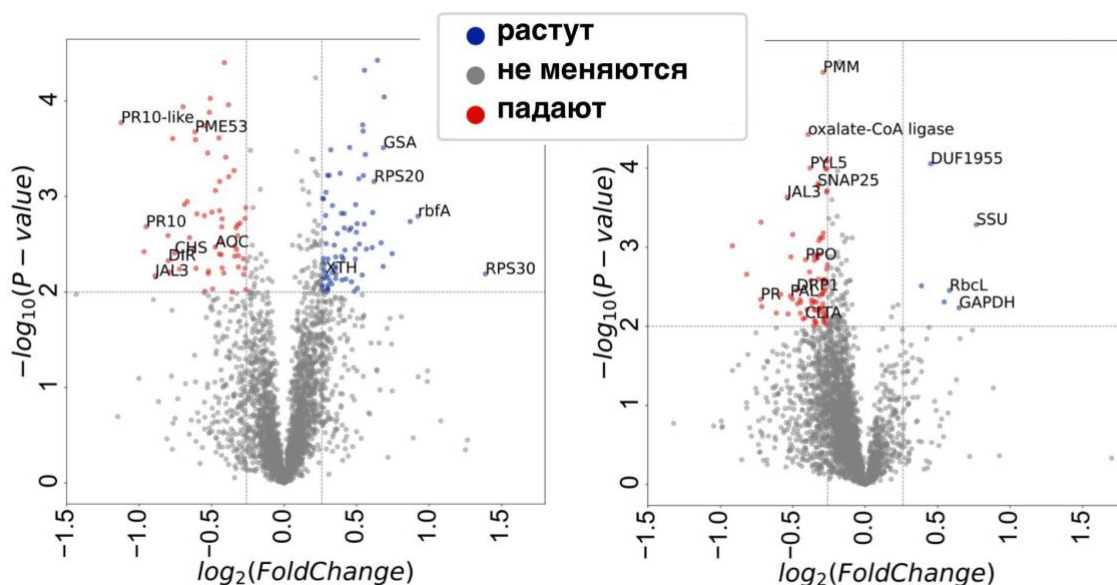 растут
не меняются
падают
PR10-like
PME53
GSA
RPS20
rbfA
PR10
CHS
AOC
DIR
JAL3
XTH
RPS30
4
3
2
1
0
−log10(P − value)
−1.5
−1.0
−0.5
0.0
0.5
1.0
1.5
log2(FoldChange)
PMM
oxalate-CoA ligase
PYL5
DUF1955
SNAP25
JAL3
SSU
PPO
DRP1
PAL
PR
RbcL
GAPDH
CLTA
4
3
2
1
0
−log10(P − value)
−1.5
−1.0
−0.5
0.0
0.5
1.0
1.5
log2(FoldChange)